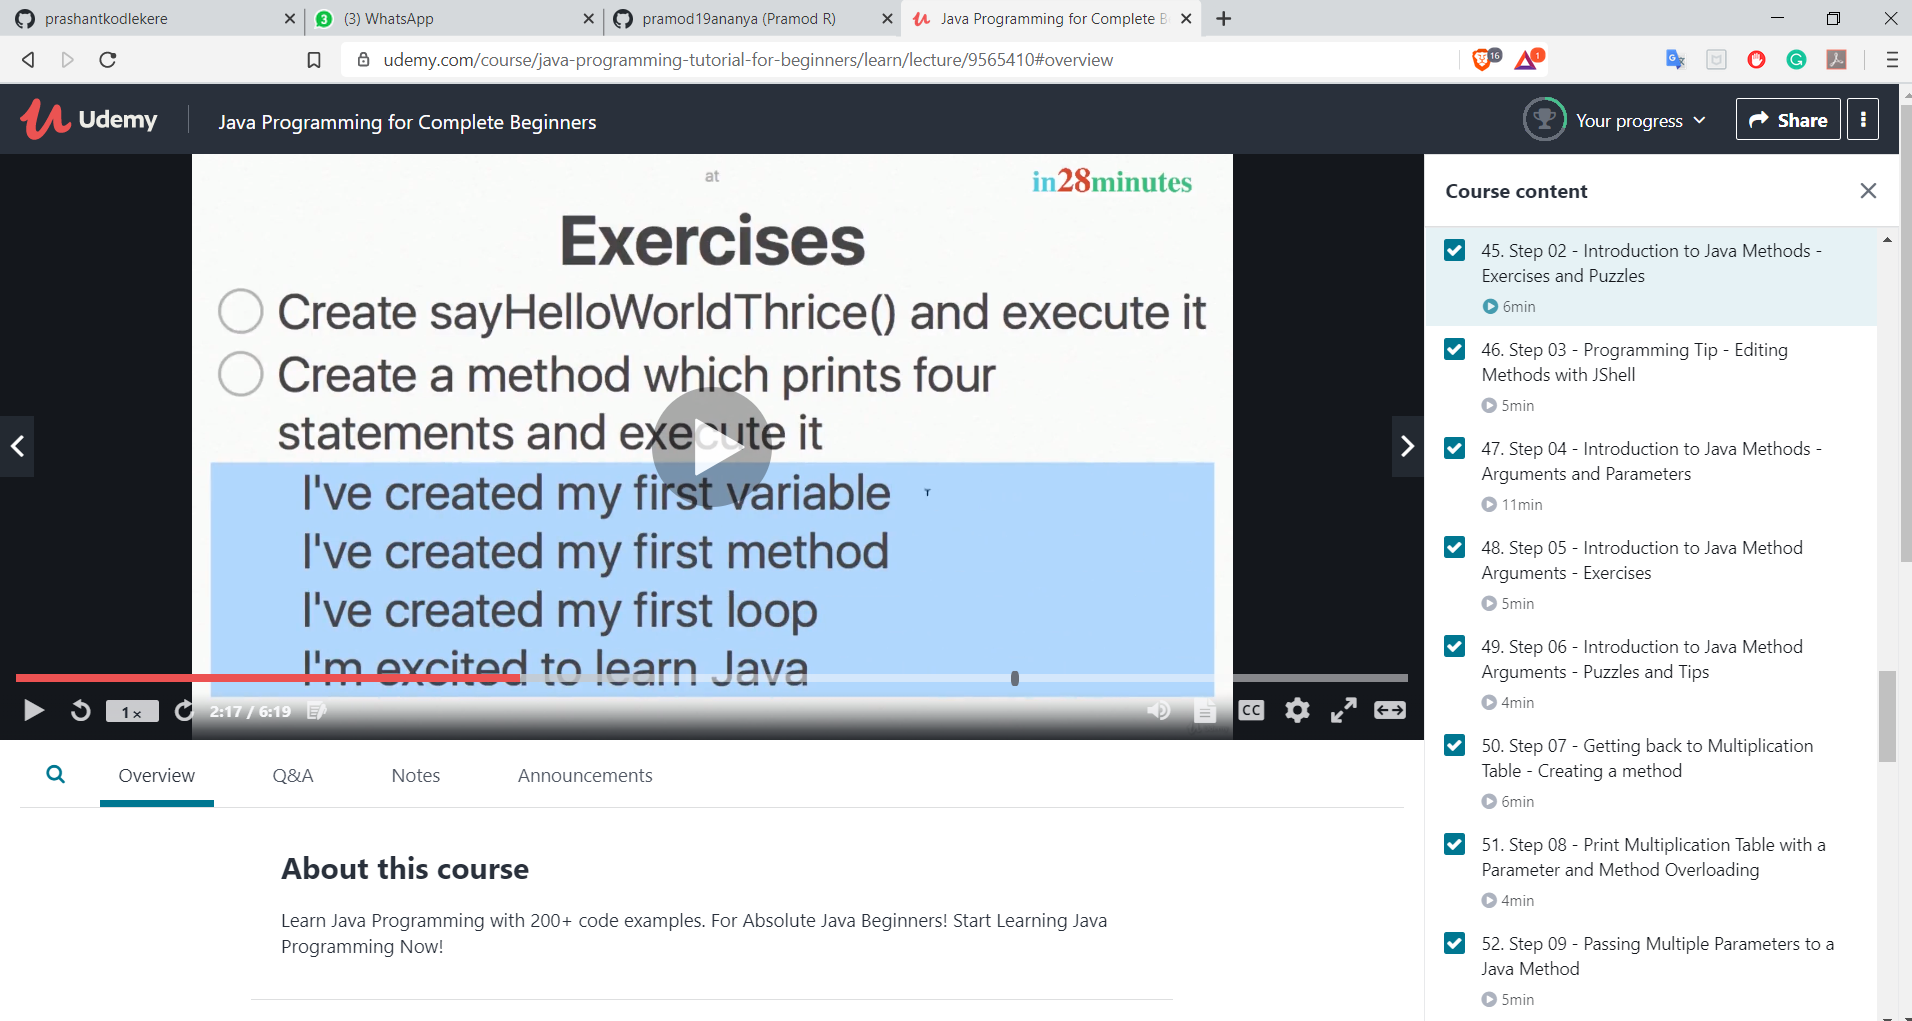 prashantkodlekere
3
(3) WhatsApp
pramod19ananya (Pramod R)
Java Programming for Complete B
udemy.com/course/java-programming-tutorial-for-beginners/learn/lecture/9565410#overview
16
1
Udemy
Java Programming for Complete Beginners
Your progress
Share
at
in28minutes
Exercises
Create sayHelloWorldThrice() and execute it
Create a method which prints four
statements and execute it
I've created my first variable
I've created my first method
I've created my first loop
I'm excited to learn Java
1x
2:17 / 6:19
CC
Course content
45. Step 02 - Introduction to Java Methods -
Exercises and Puzzles
6min
46. Step 03 - Programming Tip - Editing
Methods with JShell
5min
47. Step 04 - Introduction to Java Methods -
Arguments and Parameters
11min
48. Step 05 - Introduction to Java Method
Arguments - Exercises
5min
49. Step 06 - Introduction to Java Method
Arguments - Puzzles and Tips
4min
50. Step 07 - Getting back to Multiplication
Table - Creating a method
6min
51. Step 08 - Print Multiplication Table with a
Parameter and Method Overloading
4min
52. Step 09 - Passing Multiple Parameters to a
Java Method
5min
Overview
Q&A
Notes
Announcements
About this course
Learn Java Programming with 200+ code examples. For Absolute Java Beginners! Start Learning Java
Programming Now!